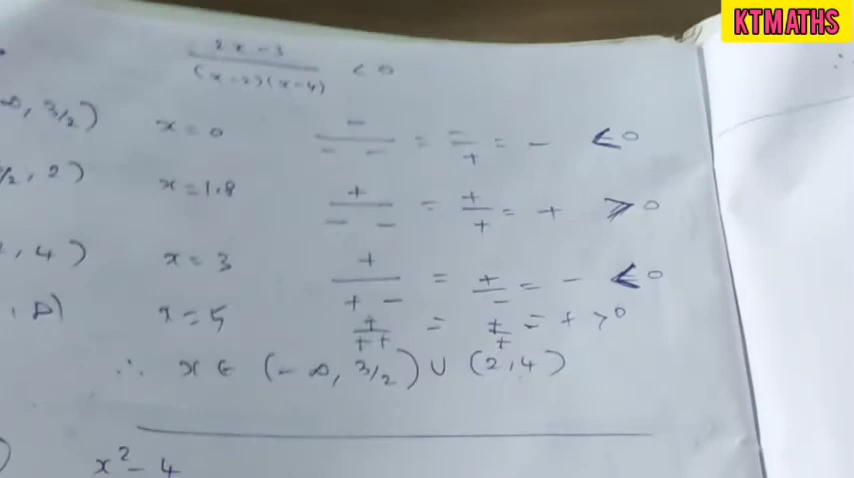 KTMATHS
(2x-3)/((x-2)(x-4)) < 0
∞, 3/2) x=0 -/(- -) = -/+ = - <0
/2, 2) x=1.8 +/(- -) = +/+ = + >0
, 4) x=3 +/(+ -) = +/- = - <0
, ∞) x=5 +/(++) = +/+ = + >0
∴ x ∈ (-∞, 3/2) ∪ (2,4)
) x²-4